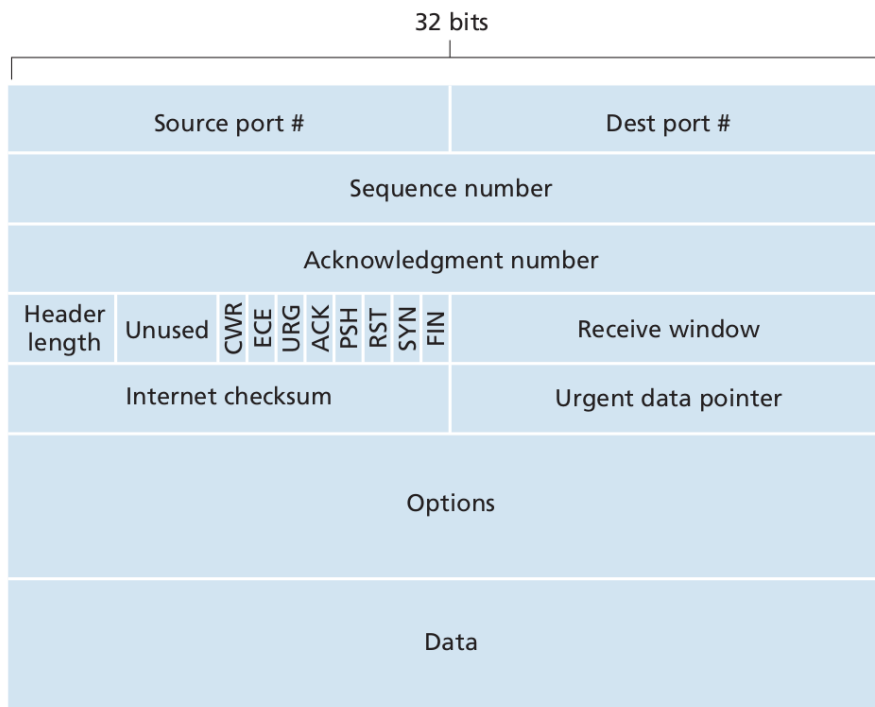 32 bits
Source port # Dest port #
Sequence number
Acknowledgment number
Header length Unused CWR ECE URG ACK PSH RST SYN FIN Receive window
Internet checksum Urgent data pointer
Options
Data